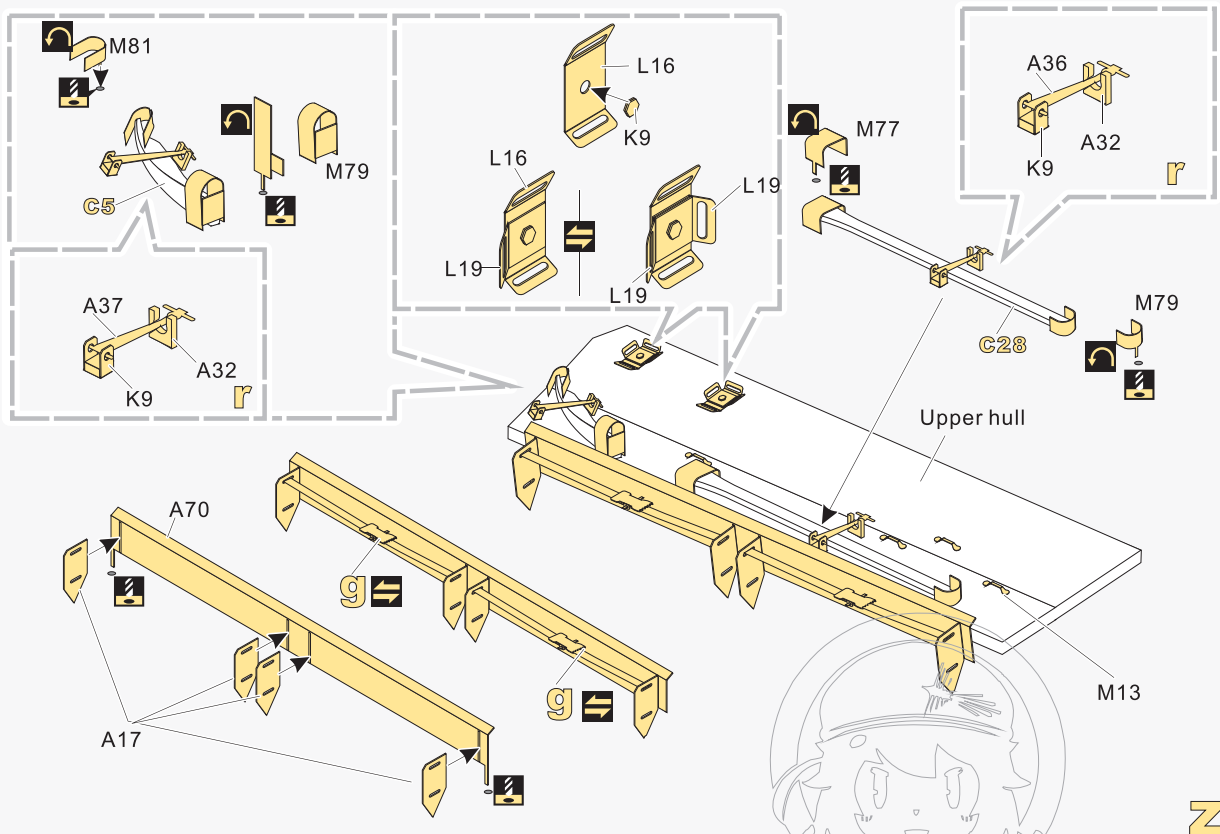 M81
L16
K9
M79
C5
L16
L19
L19
L19
M77
A36
A32
K9
r
A37
A32
K9
r
C28
M79
Upper hull
A70
g
g
A17
M13
Z